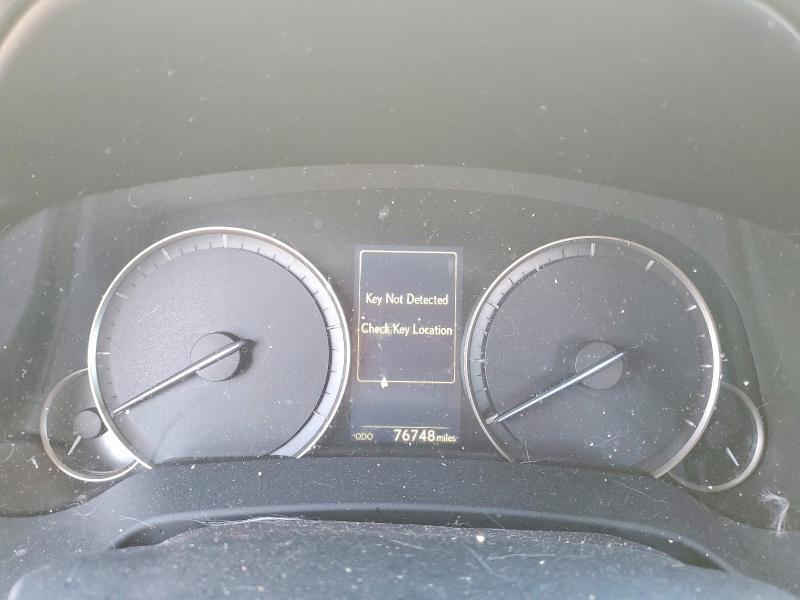 Key Not Detected
Check Key Location
ODO 76748 miles